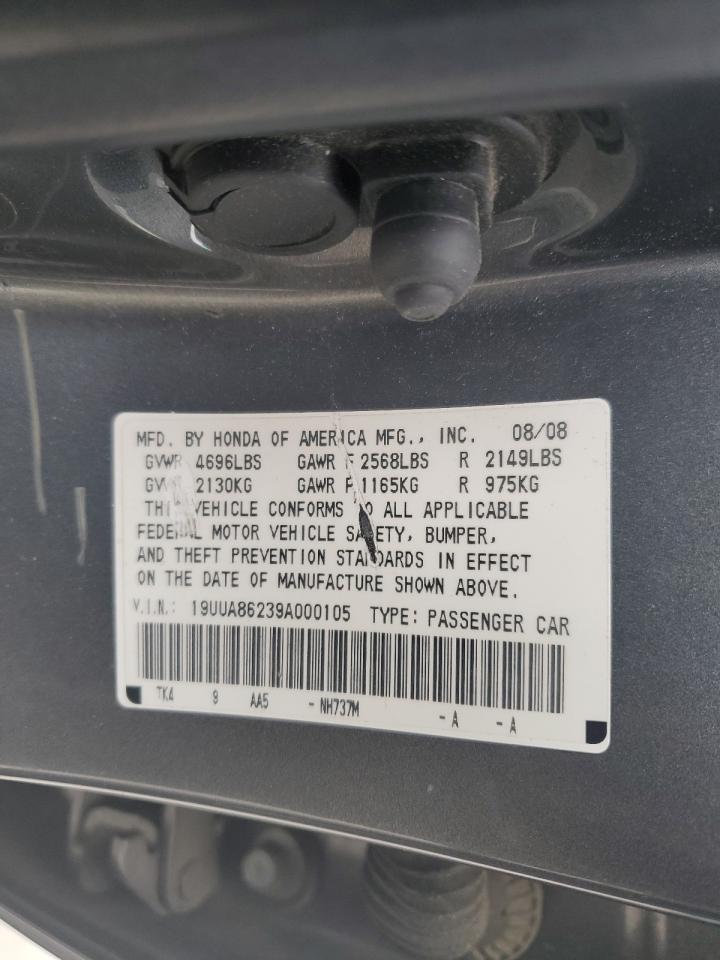 MFD. BY HONDA OF AMERICA MFG., INC. 08/08
GVWR 4696LBS GAWR F 2568LBS R 2149LBS
GVWR 2130KG GAWR F 1165KG R 975KG
THIS VEHICLE CONFORMS TO ALL APPLICABLE
FEDERAL MOTOR VEHICLE SAFETY, BUMPER,
AND THEFT PREVENTION STANDARDS IN EFFECT
ON THE DATE OF MANUFACTURE SHOWN ABOVE.
V.I.N.: 19UUA86239A000105 TYPE: PASSENGER CAR
TK4 9 AA5 - NH737M - A - A